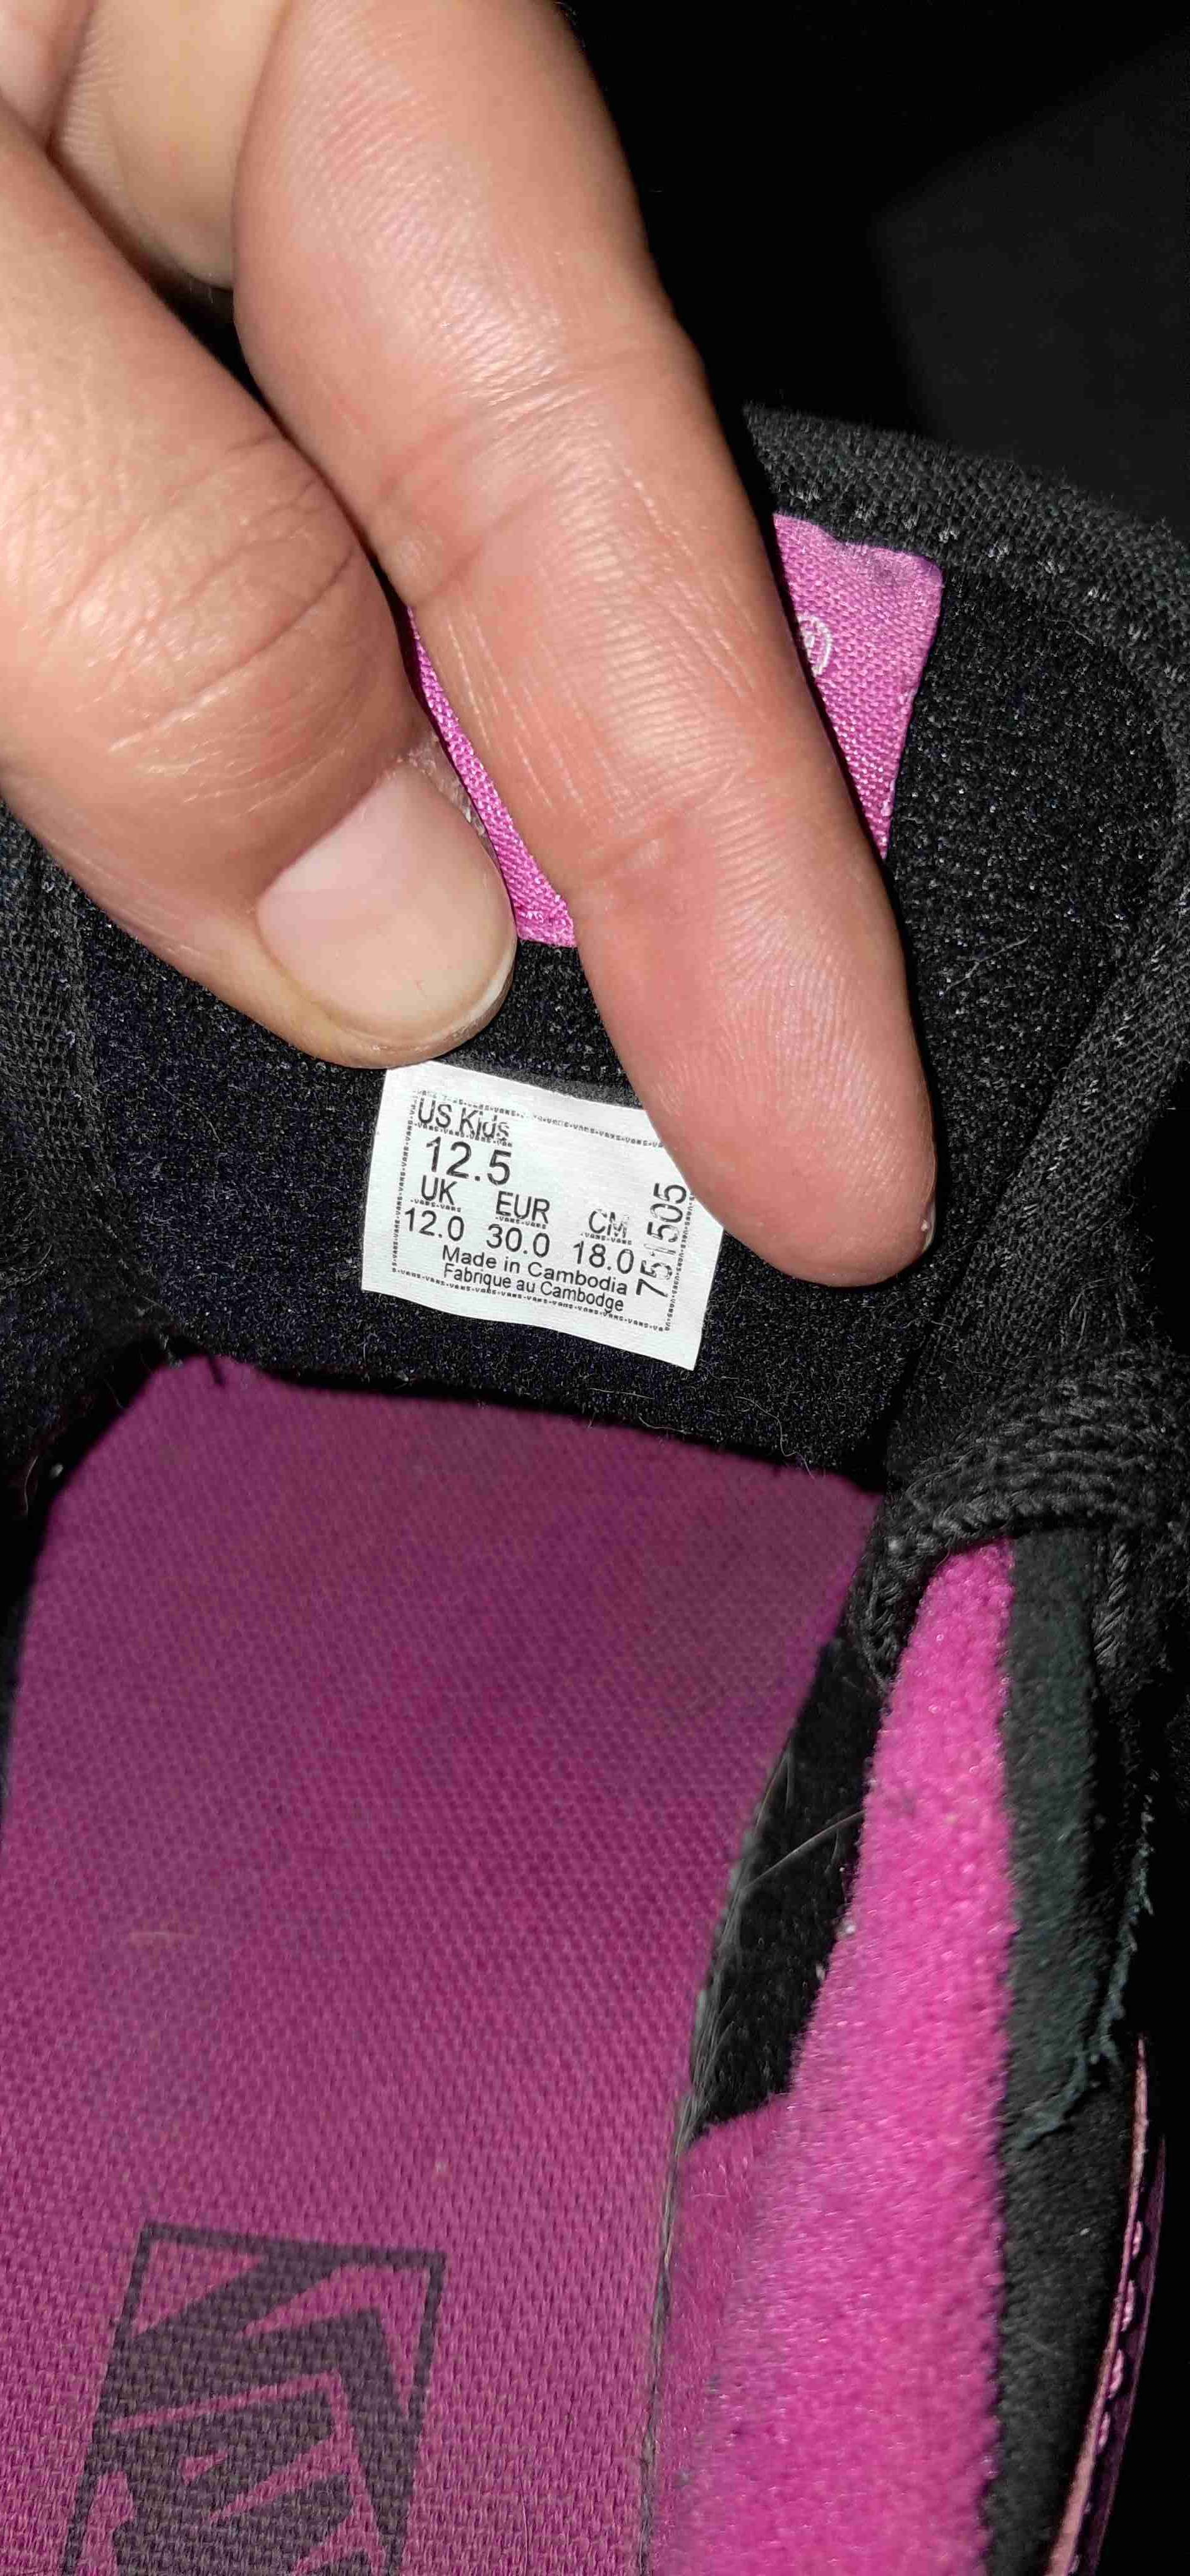 US Kids
12.5
UK EUR CM
12.0 30.0 18.0
Made in Cambodia
Fabrique au Cambodge
751505